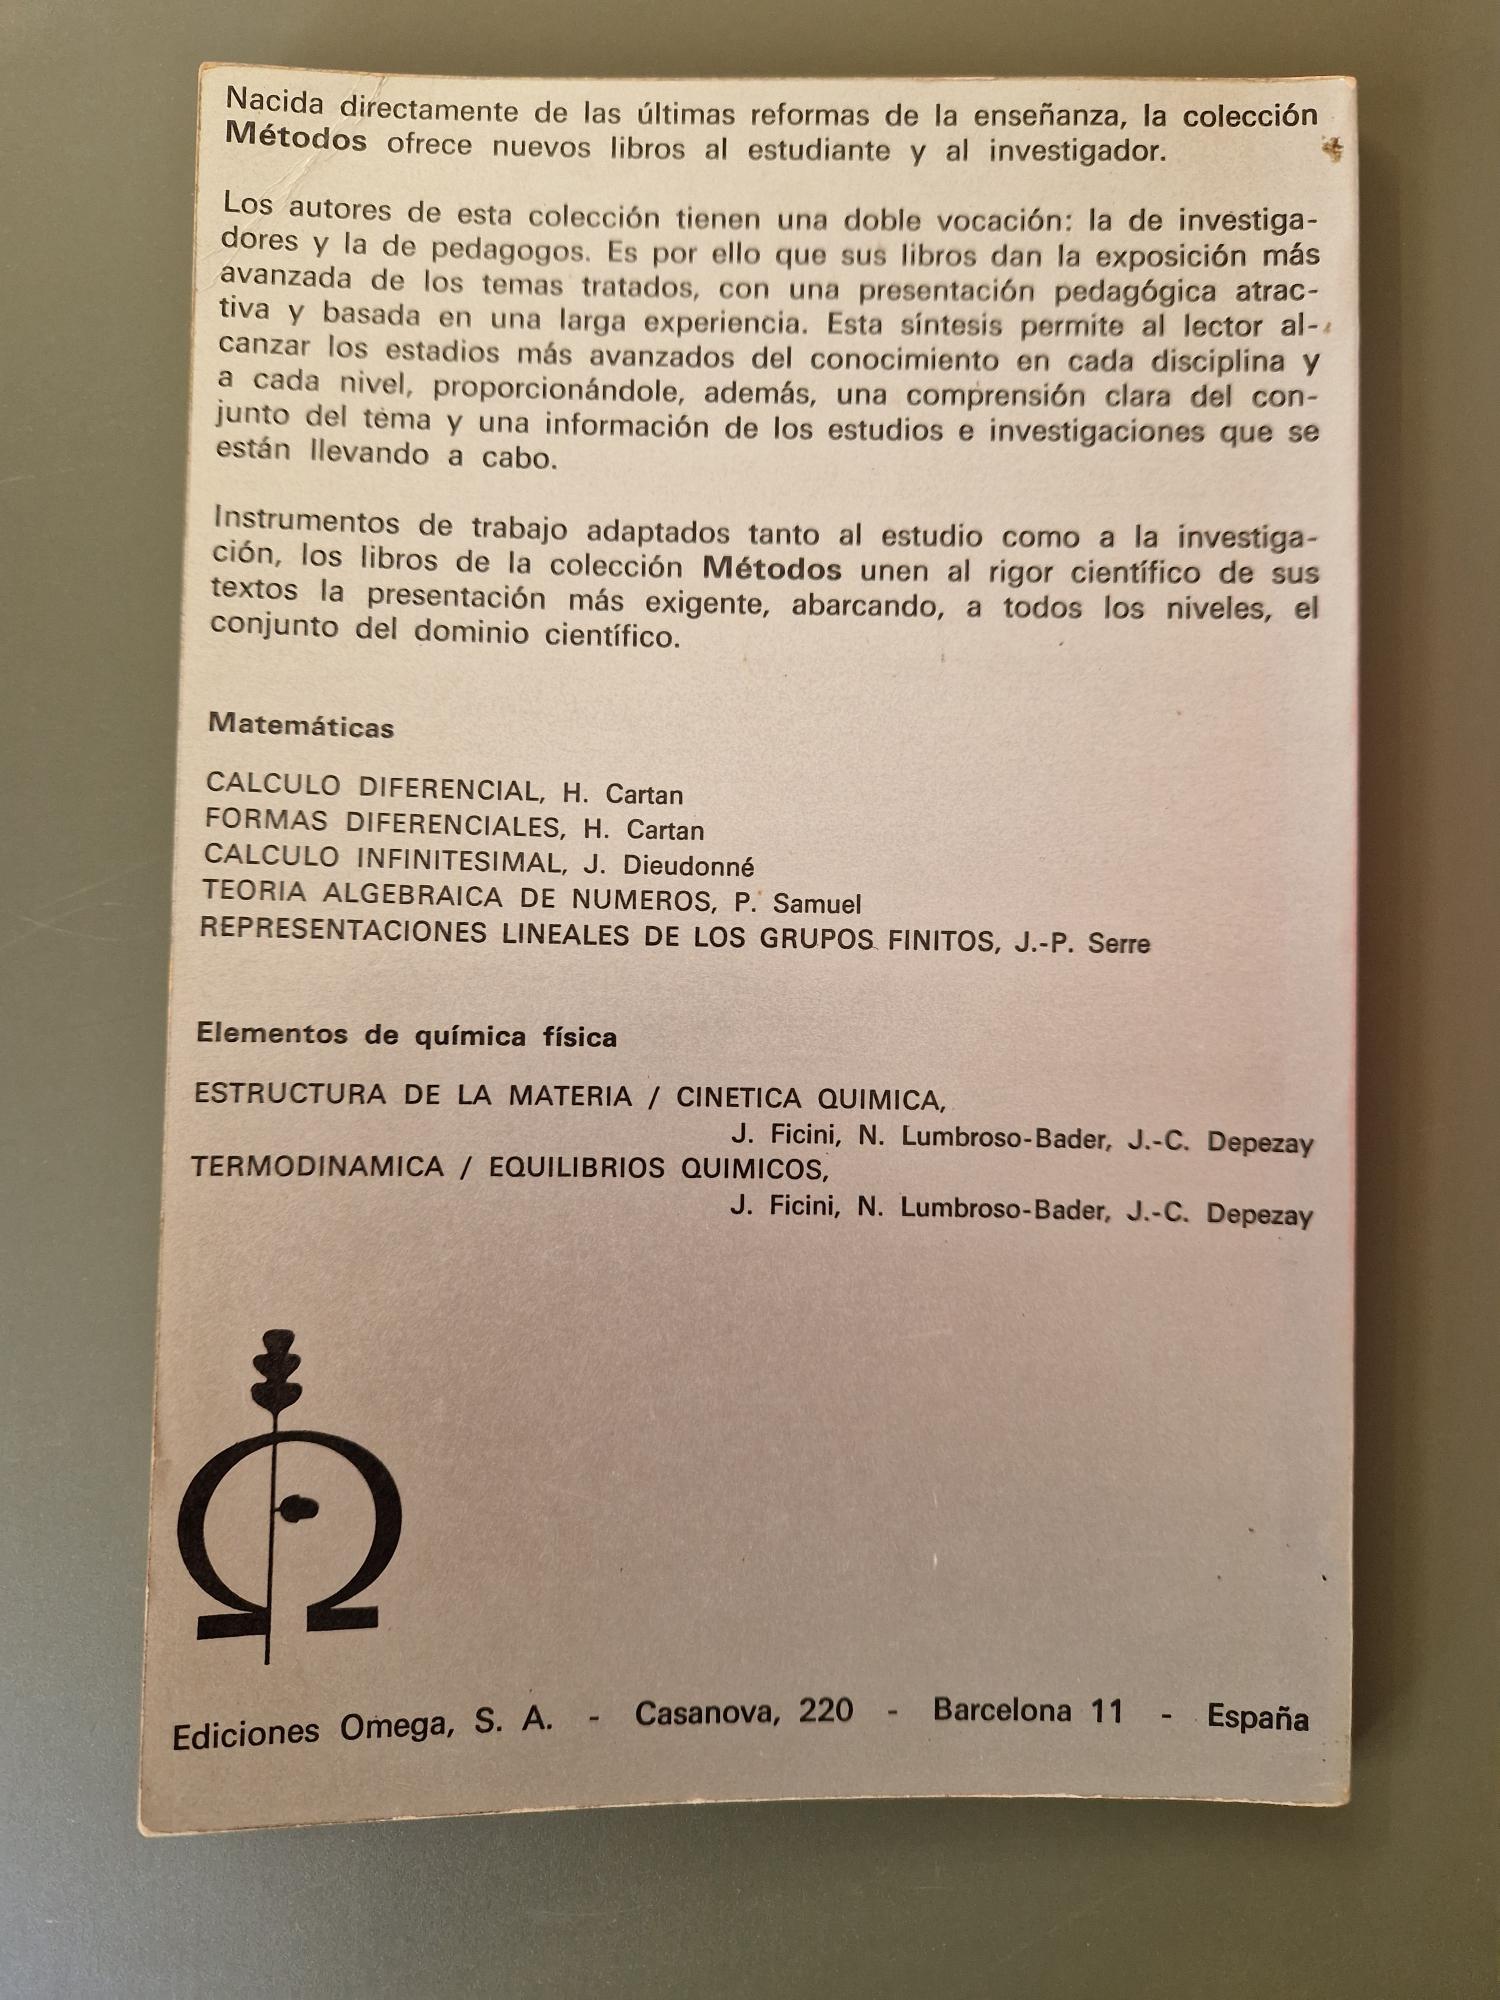 Nacida directamente de las últimas reformas de la enseñanza, la colección
Métodos ofrece nuevos libros al estudiante y al investigador.
Los autores de esta colección tienen una doble vocación: la de investiga-
dores y la de pedagogos. Es por ello que sus libros dan la exposición más
avanzada de los temas tratados, con una presentación pedagógica atrac-
tiva y basada en una larga experiencia. Esta síntesis permite al lector al-
canzar los estadios más avanzados del conocimiento en cada disciplina y
a cada nivel, proporcionándole, además, una comprensión clara del con-
junto del tema y una información de los estudios e investigaciones que se
están llevando a cabo.
Instrumentos de trabajo adaptados tanto al estudio como a la investiga-
ción, los libros de la colección Métodos unen al rigor científico de sus
textos la presentación más exigente, abarcando, a todos los niveles, el
conjunto del dominio científico.
Matemáticas
CALCULO DIFERENCIAL, H. Cartan
FORMAS DIFERENCIALES, H. Cartan
CALCULO INFINITESIMAL, J. Dieudonné
TEORIA ALGEBRAICA DE NUMEROS, P. Samuel
REPRESENTACIONES LINEALES DE LOS GRUPOS FINITOS, J.-P. Serre
Elementos de química física
ESTRUCTURA DE LA MATERIA / CINETICA QUIMICA,
J. Ficini, N. Lumbroso-Bader, J.-C. Depezay
TERMODINAMICA / EQUILIBRIOS QUIMICOS,
J. Ficini, N. Lumbroso-Bader, J.-C. Depezay
Ω
Ediciones Omega, S. A. - Casanova, 220 - Barcelona 11 - España